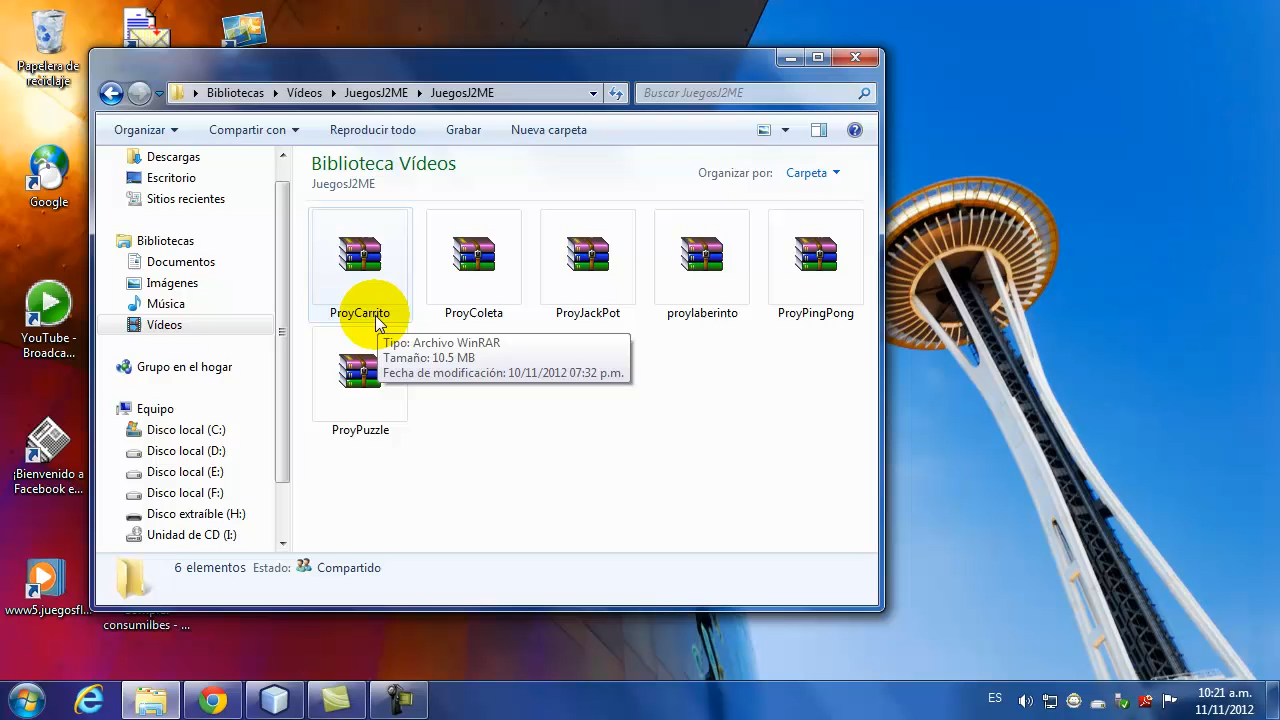 Papelera de
reciclaje
Google
YouTube -
Broadca...
¡Bienvenido a
Facebook e...
www5.juegosfl...
consumilbes - ...
Bibliotecas
Vídeos
JuegosJ2ME
JuegosJ2ME
Buscar JuegosJ2ME
Organizar
Compartir con
Reproducir todo
Grabar
Nueva carpeta
Descargas
Escritorio
Sitios recientes
Bibliotecas
Documentos
Imágenes
Música
Vídeos
Grupo en el hogar
Equipo
Disco local (C:)
Disco local (D:)
Disco local (E:)
Disco local (F:)
Disco extraíble (H:)
Unidad de CD (I:)
Biblioteca Vídeos
JuegosJ2ME
Organizar por: Carpeta
ProyCarrito
ProyColeta
ProyJackPot
proylaberinto
ProyPingPong
Tipo: Archivo WinRAR
Tamaño: 10.5 MB
Fecha de modificación: 10/11/2012 07:32 p.m.
ProyPuzzle
6 elementos Estado: Compartido
ES
10:21 a.m.
11/11/2012